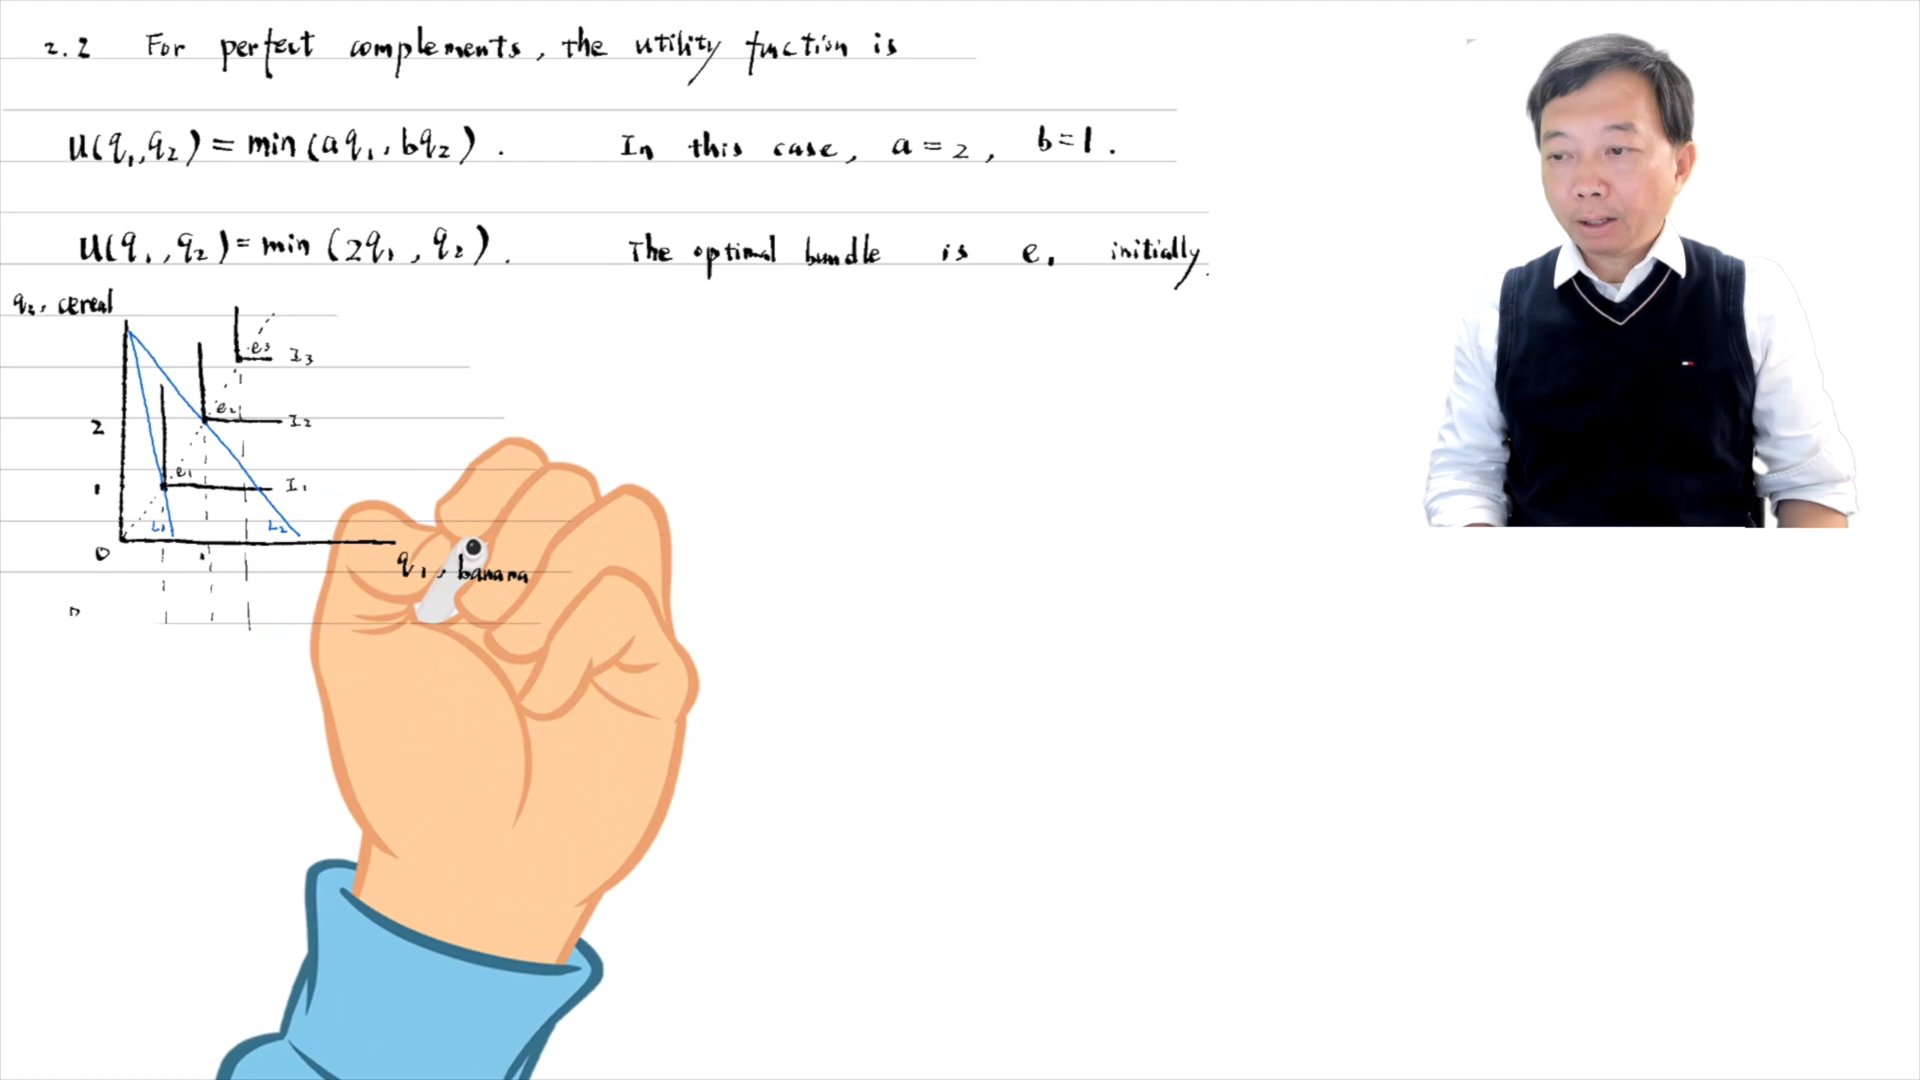 2.2 For perfect complements, the utility fuction is
U(q₁,q₂) = min(aq₁, bq₂). In this case, a = 2, b=1.
U(q₁,q₂) = min(2q₁, q₂). The optimal bundle is e₁ initially.
q₂, cereal
e₃ I₃
e₂ I₂
2
e₁ I₁
1
L₁ L₂
0
q₁, banana